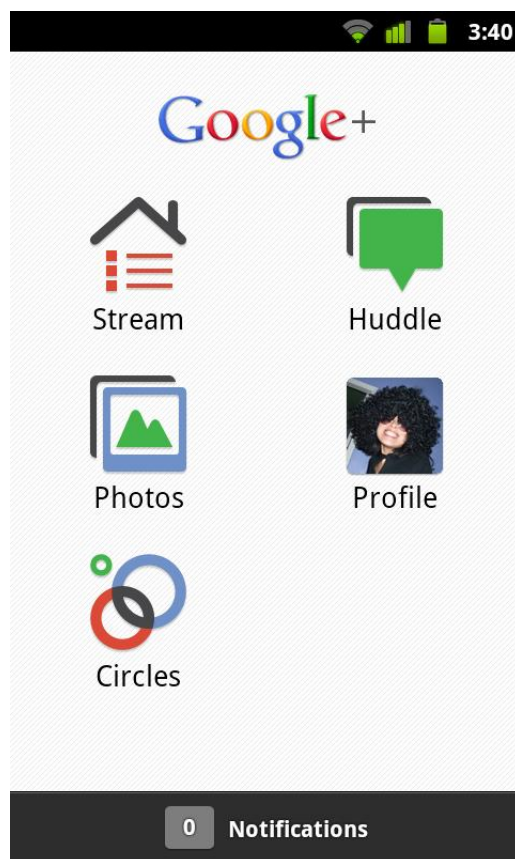 3:40
Google+
Stream
Huddle
Photos
Profile
Circles
0 Notifications